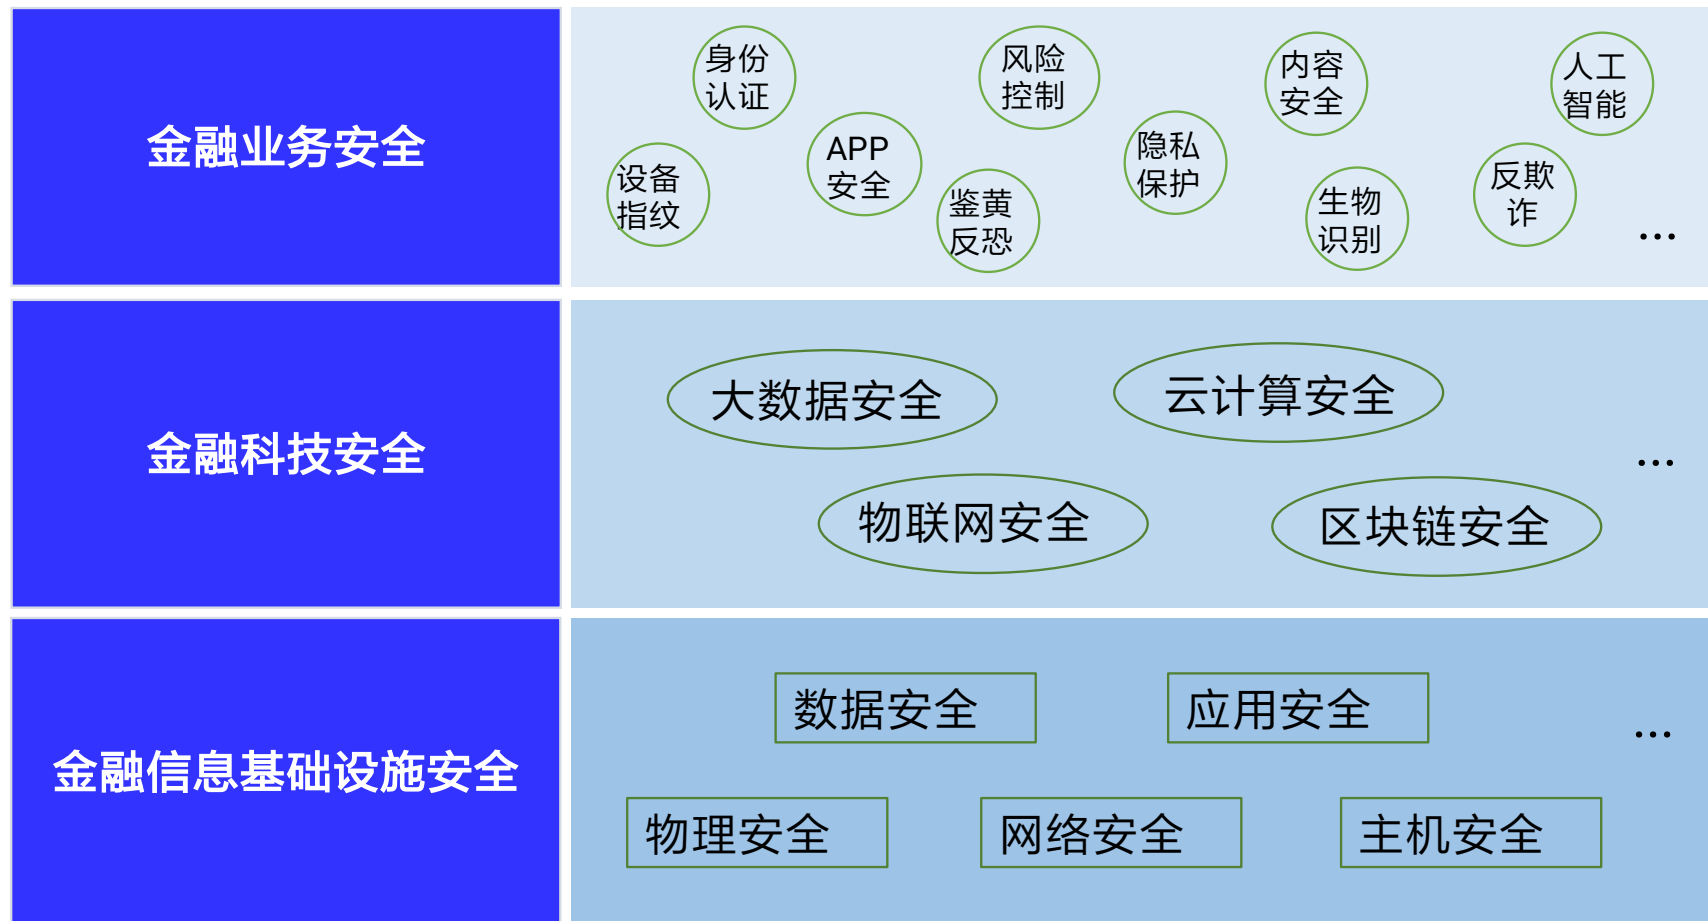 金融业务安全
身份
认证
风险
控制
内容
安全
人工
智能
设备
指纹
APP
安全
鉴黄
反恐
隐私
保护
生物
识别
反欺
诈
...
金融科技安全
大数据安全
云计算安全
物联网安全
区块链安全
...
金融信息基础设施安全
数据安全
应用安全
...
物理安全
网络安全
主机安全